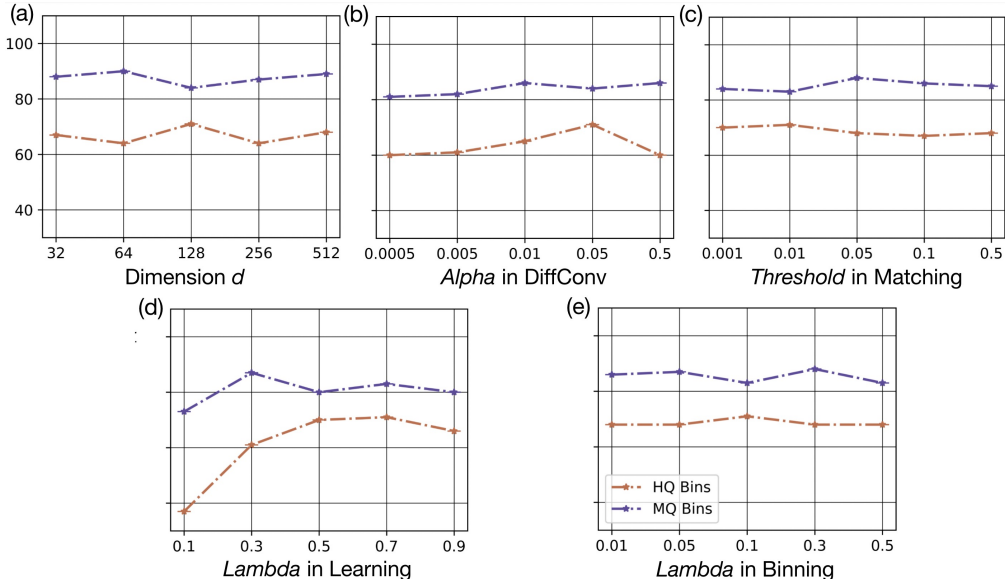 (a)
(b)
(c)
100
80
60
40
32 64 128 256 512
0.0005 0.005 0.01 0.05 0.5
0.001 0.01 0.05 0.1 0.5
Dimension d
Alpha in DiffConv
Threshold in Matching
(d)
(e)
:
HQ Bins
MQ Bins
0.1 0.3 0.5 0.7 0.9
0.01 0.05 0.1 0.3 0.5
Lambda in Learning
Lambda in Binning